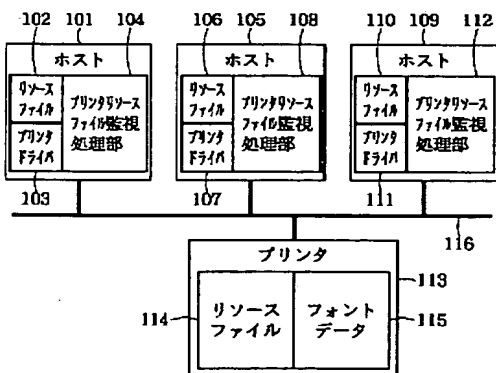 102 101 104
ホスト
リソース
ファイル
プリンタリソース
ファイル監視
処理部
プリンタ
ドライバ
103
106 105 108
ホスト
リソース
ファイル
プリンタリソース
ファイル監視
処理部
プリンタ
ドライバ
107
110 109 112
ホスト
リソース
ファイル
プリンタリソース
ファイル監視
処理部
プリンタ
ドライバ
111
116
プリンタ
113
114
リソース
ファイル
フォント
データ
115